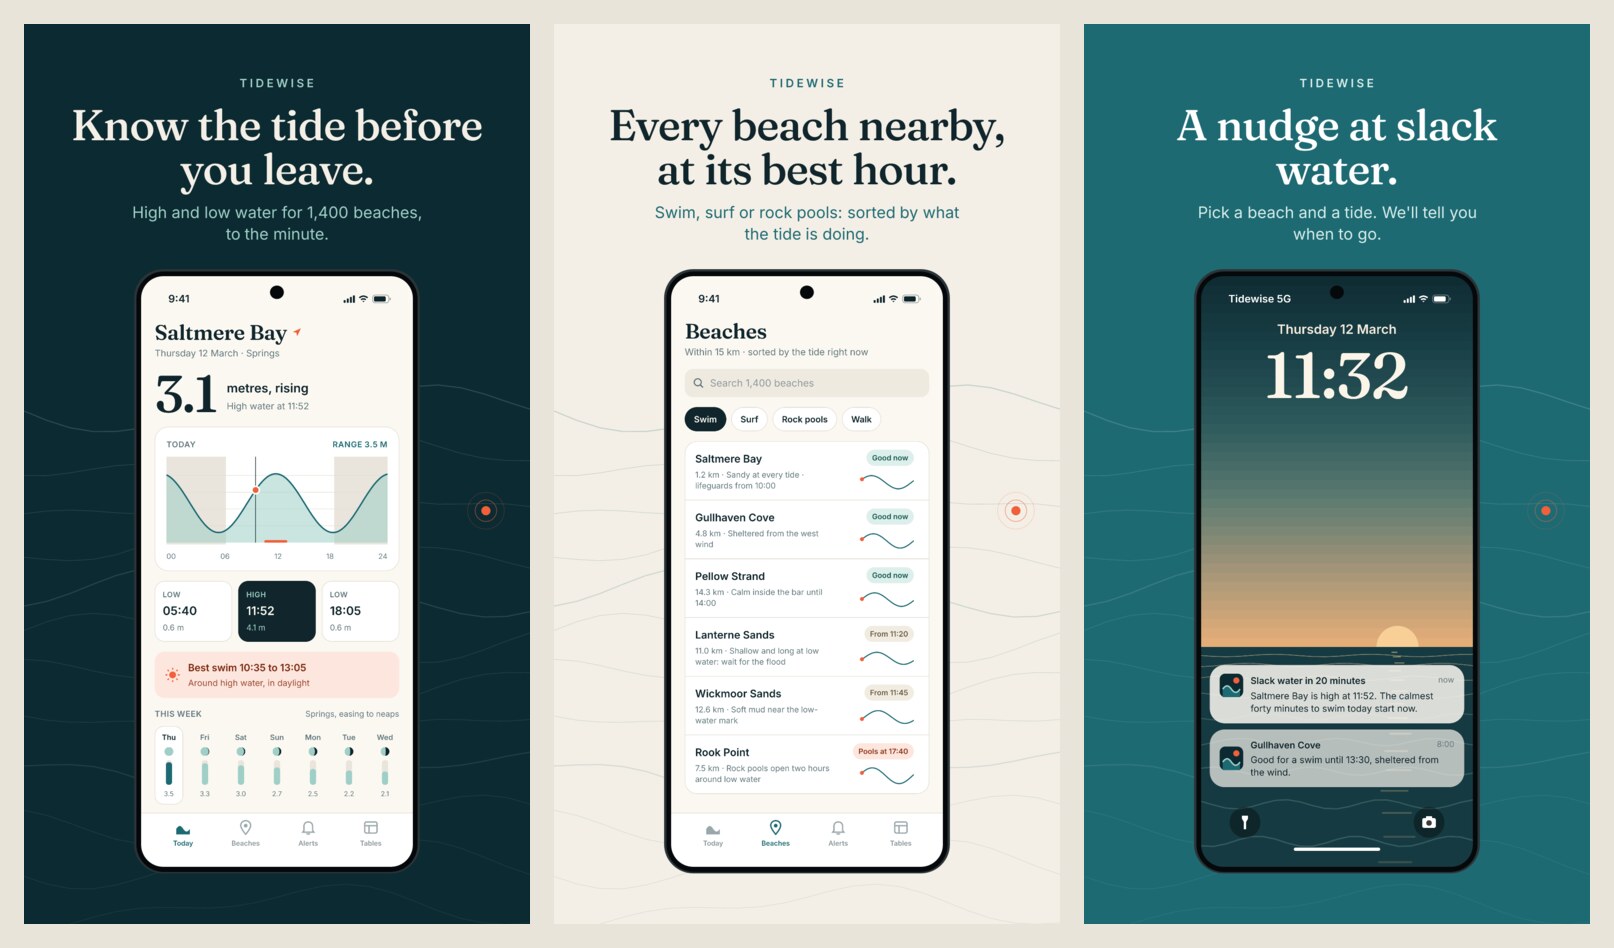 TIDEWISE
Know the tide before
you leave.
High and low water for 1,400 beaches,
to the minute.
9:41
Saltmere Bay
Thursday 12 March · Springs
3.1
metres, rising
High water at 11:52
TODAY
RANGE 3.5 M
00 06 12 18 24
LOW
05:40
0.6 m
HIGH
11:52
4.1 m
LOW
18:05
0.6 m
Best swim 10:35 to 13:05
Around high water, in daylight
THIS WEEK
Springs, easing to neaps
Thu Fri Sat Sun Mon Tue Wed
3.5 3.3 3.0 2.7 2.5 2.2 2.1
Today Beaches Alerts Tables
TIDEWISE
Every beach nearby,
at its best hour.
Swim, surf or rock pools: sorted by what
the tide is doing.
9:41
Beaches
Within 15 km · sorted by the tide right now
Search 1,400 beaches
Swim Surf Rock pools Walk
Saltmere Bay
Good now
1.2 km · Sandy at every tide ·
lifeguards from 10:00
Gullhaven Cove
Good now
4.8 km · Sheltered from the west
wind
Pellow Strand
Good now
14.3 km · Calm inside the bar until
14:00
Lanterne Sands
From 11:20
11.0 km · Shallow and long at low
water: wait for the flood
Wickmoor Sands
From 11:45
12.6 km · Soft mud near the low-
water mark
Rook Point
Pools at 17:40
7.5 km · Rock pools open two hours
around low water
Today Beaches Alerts Tables
TIDEWISE
A nudge at slack
water.
Pick a beach and a tide. We'll tell you
when to go.
Tidewise 5G
Thursday 12 March
11:32
Slack water in 20 minutes
now
Saltmere Bay is high at 11:52. The calmest
forty minutes to swim today start now.
Gullhaven Cove
8:00
Good for a swim until 13:30, sheltered from
the wind.